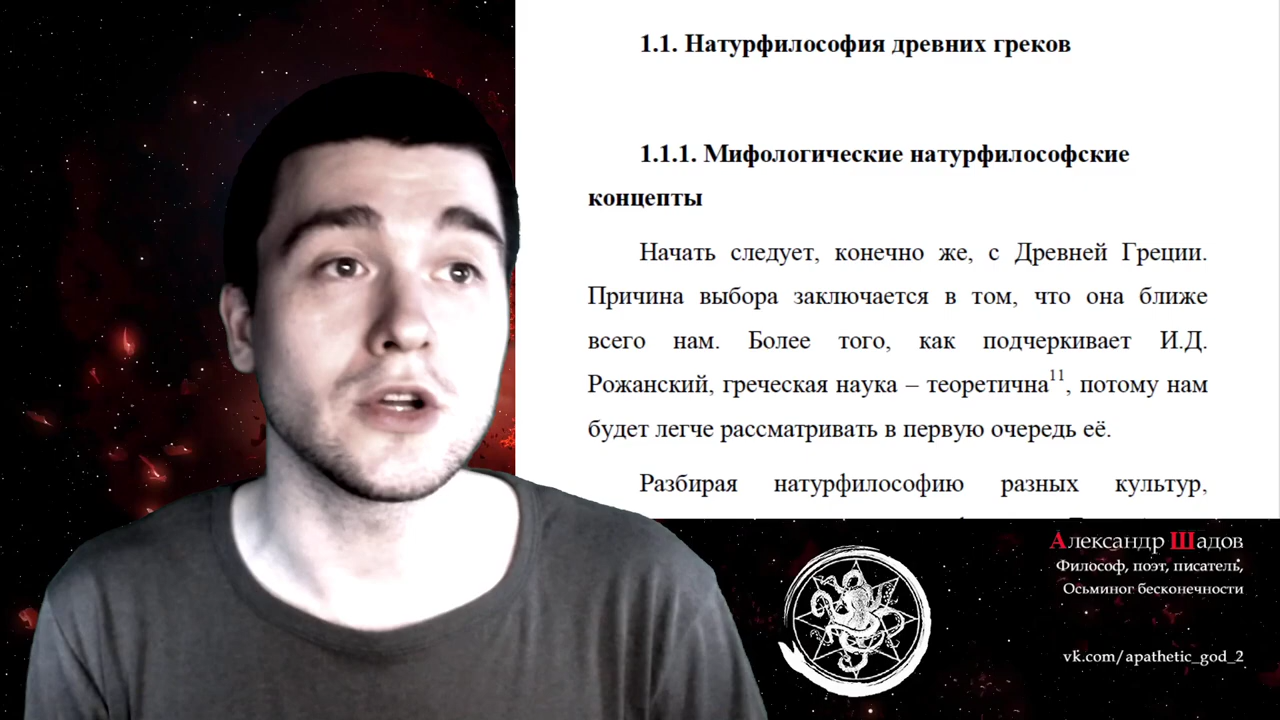 1.1. Натурфилософия древних греков
1.1.1. Мифологические натурфилософские
концепты
Начать следует, конечно же, с Древней Греции.
Причина выбора заключается в том, что она ближе
всего нам. Более того, как подчеркивает И.Д.
Рожанский, греческая наука – теоретична11, потому нам
будет легче рассматривать в первую очередь её.
Разбирая натурфилософию разных культур,
Александр Шадов
Философ, поэт, писатель,
Осьминог бесконечности
vk.com/apathetic_god_2